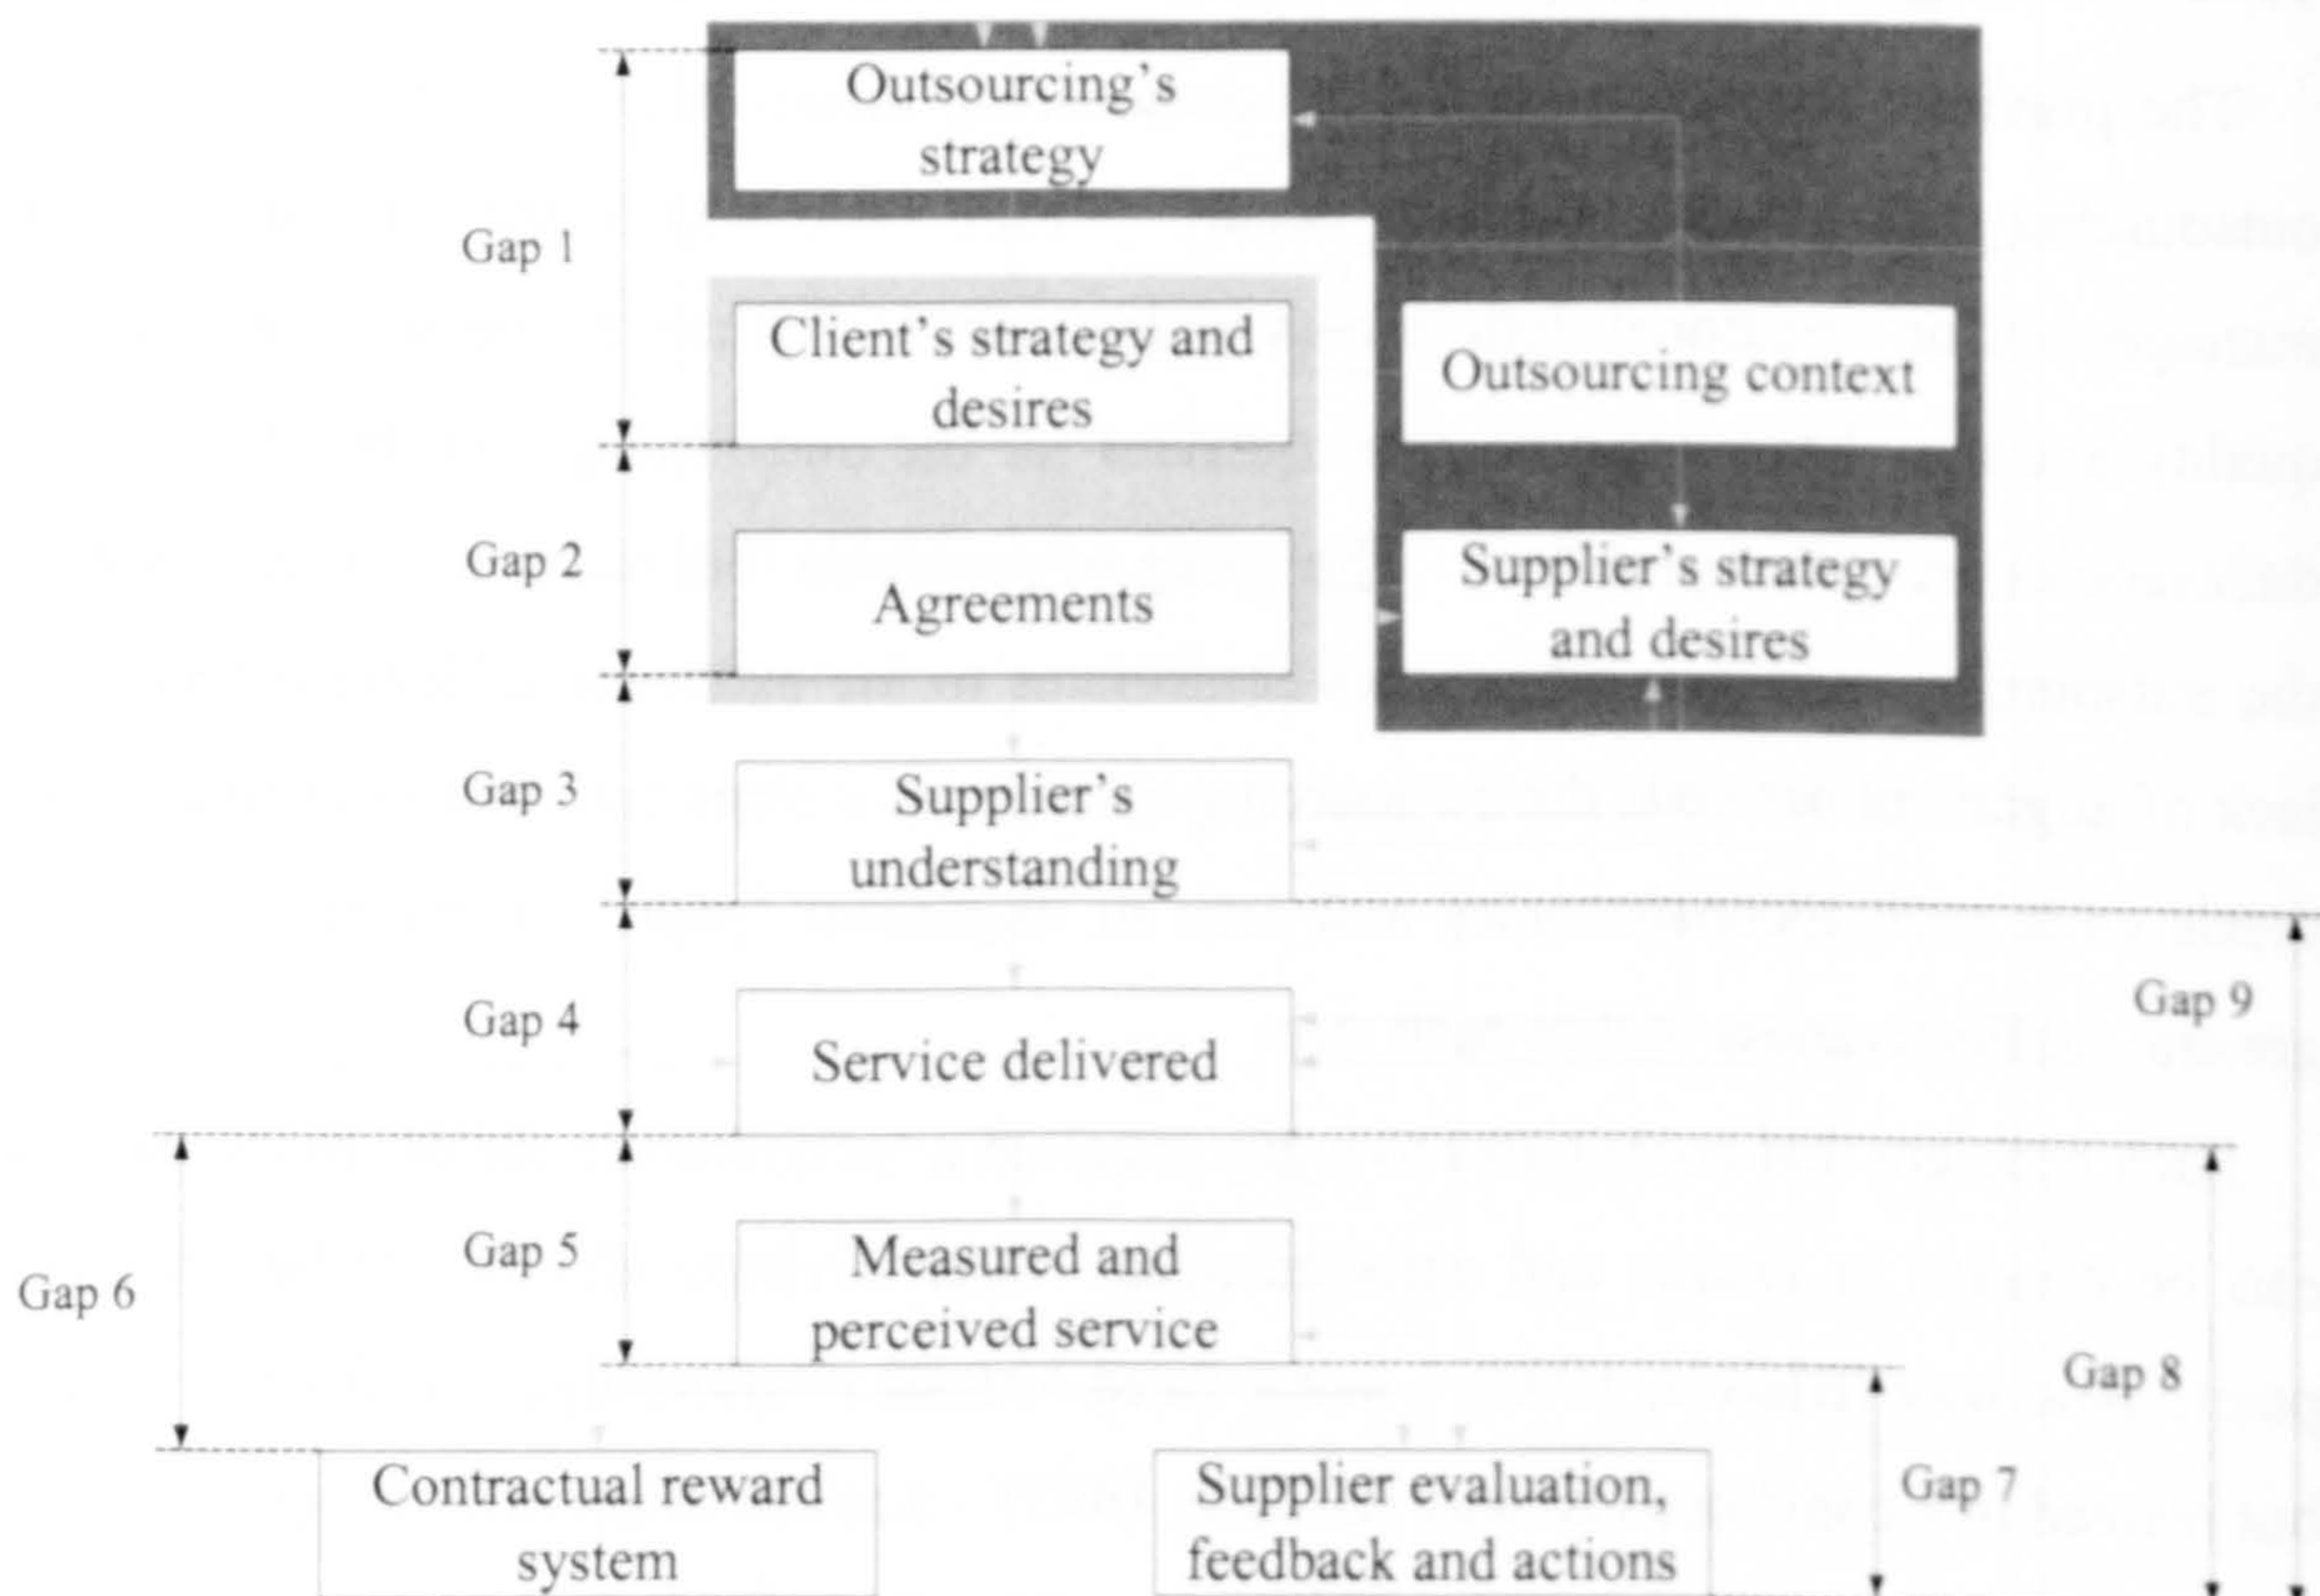 Outsourcing's
strategy
Gap 1
Client's strategy and
desires
Outsourcing context
Gap 2
Agreements
Supplier's strategy
and desires
Gap 3
Supplier's
understanding
Gap 4
Service delivered
Gap 9
Gap 5
Measured and
perceived service
Gap 6
Gap 8
Contractual reward
system
Supplier evaluation,
feedback and actions
Gap 7